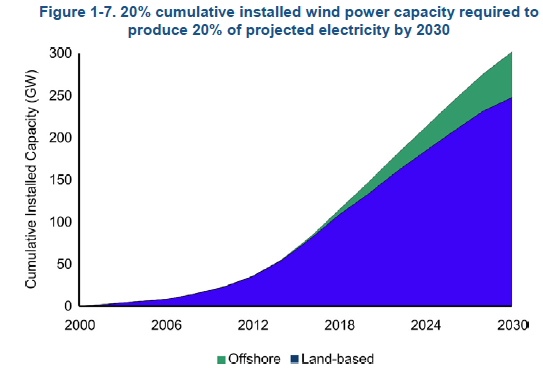 Figure 1-7. 20% cumulative installed wind power capacity required to
produce 20% of projected electricity by 2030
Cumulative Installed Capacity (GW)
300
250
200
150
100
50
0
2000 2006 2012 2018 2024 2030
Offshore Land-based